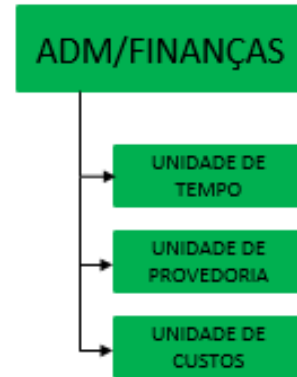 ADM/FINANÇAS
UNIDADE DE
TEMPO
UNIDADE DE
PROVEDORIA
UNIDADE DE
CUSTOS